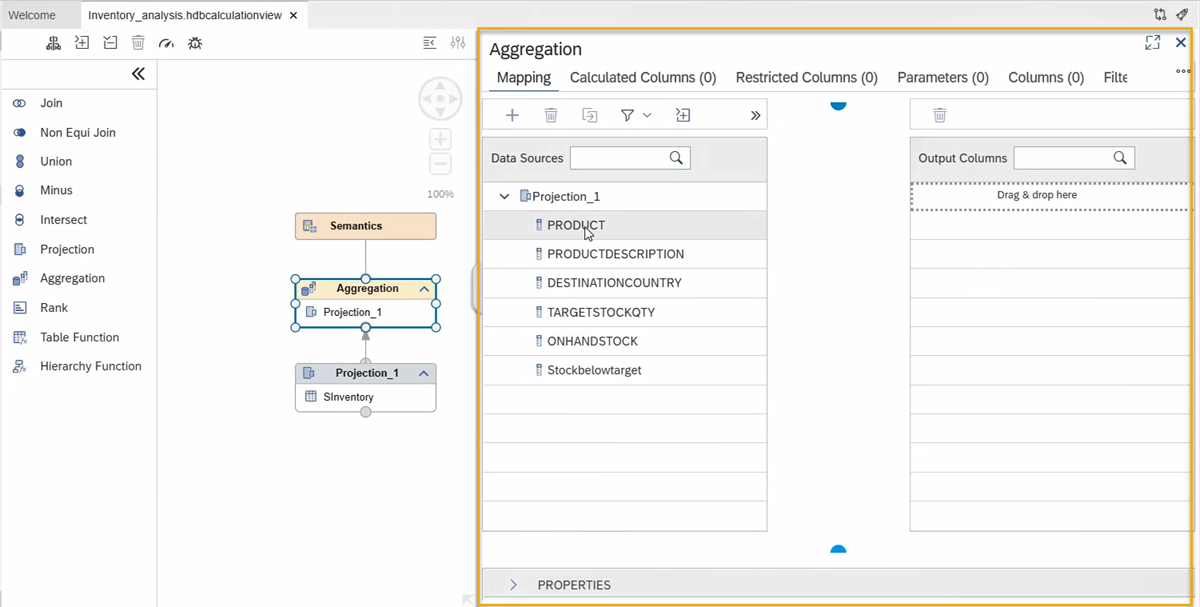 Welcome
Inventory_analysis.hdbcalculationview
Join
Non Equi Join
Union
Minus
Intersect
Projection
Aggregation
Rank
Table Function
Hierarchy Function
100%
Semantics
Aggregation
Projection_1
Projection_1
SInventory
Aggregation
Mapping Calculated Columns (0) Restricted Columns (0) Parameters (0) Columns (0) Filte
Data Sources
Projection_1
PRODUCT
PRODUCTDESCRIPTION
DESTINATIONCOUNTRY
TARGETSTOCKQTY
ONHANDSTOCK
Stockbelowtarget
Output Columns
Drag & drop here
PROPERTIES